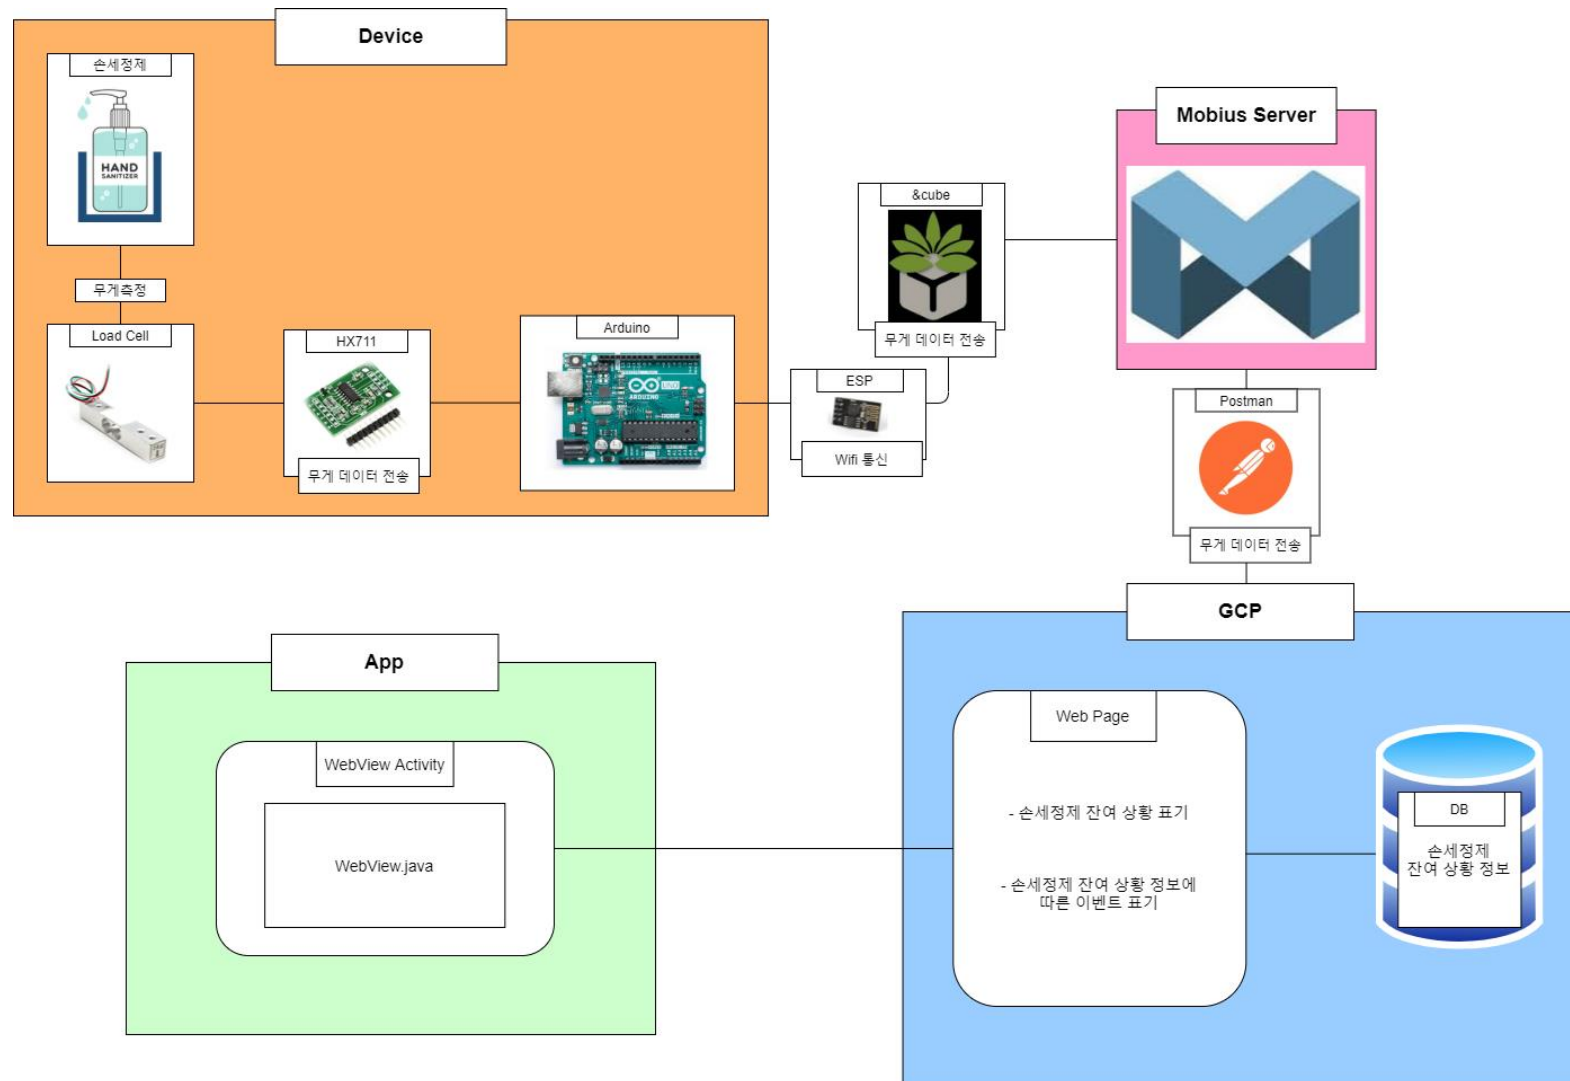 Device
손세정제
HAND
SANITIZER
무게측정
Load Cell
HX711
무게 데이터 전송
Arduino
UNO
ARDUINO
ESP
Wifi 통신
&cube
무게 데이터 전송
Mobius Server
Postman
무게 데이터 전송
GCP
Web Page
- 손세정제 잔여 상황 표기
- 손세정제 잔여 상황 정보에
따른 이벤트 표기
DB
손세정제
잔여 상황 정보
App
WebView Activity
WebView.java